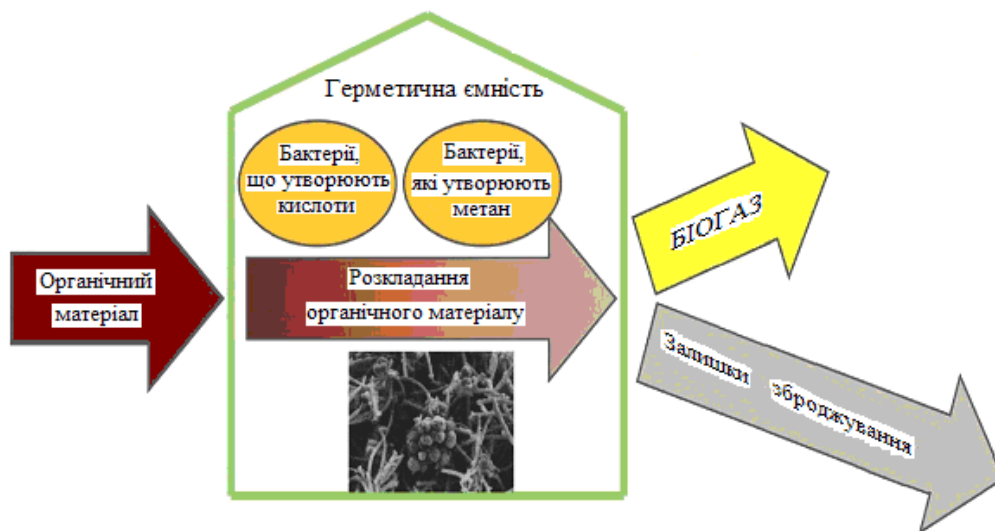 Герметична ємність
Бактерії,
що утворюють
кислоти
Бактерії,
які утворюють
метан
Органічний
матеріал
Розкладання
органічного матеріалу
БІОГАЗ
Залишки зброджування